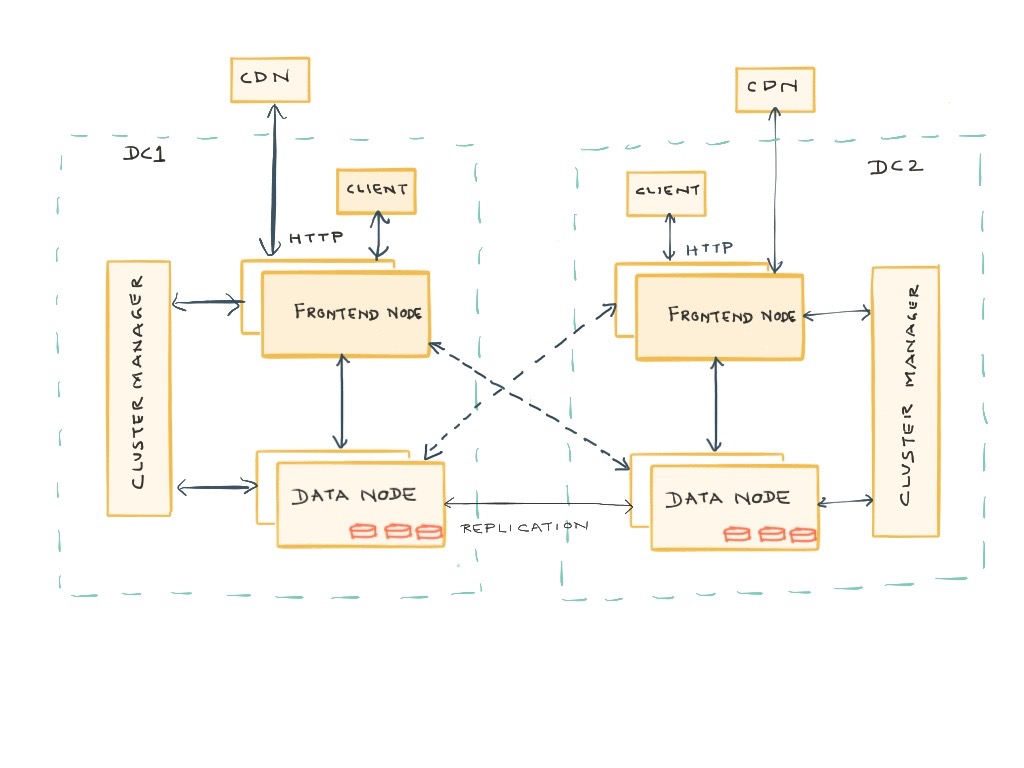 CDN
CDN
DC1
DC2
CLIENT
CLIENT
HTTP
HTTP
CLUSTER MANAGER
FRONTEND NODE
FRONTEND NODE
CLUSTER MANAGER
DATA NODE
DATA NODE
REPLICATION